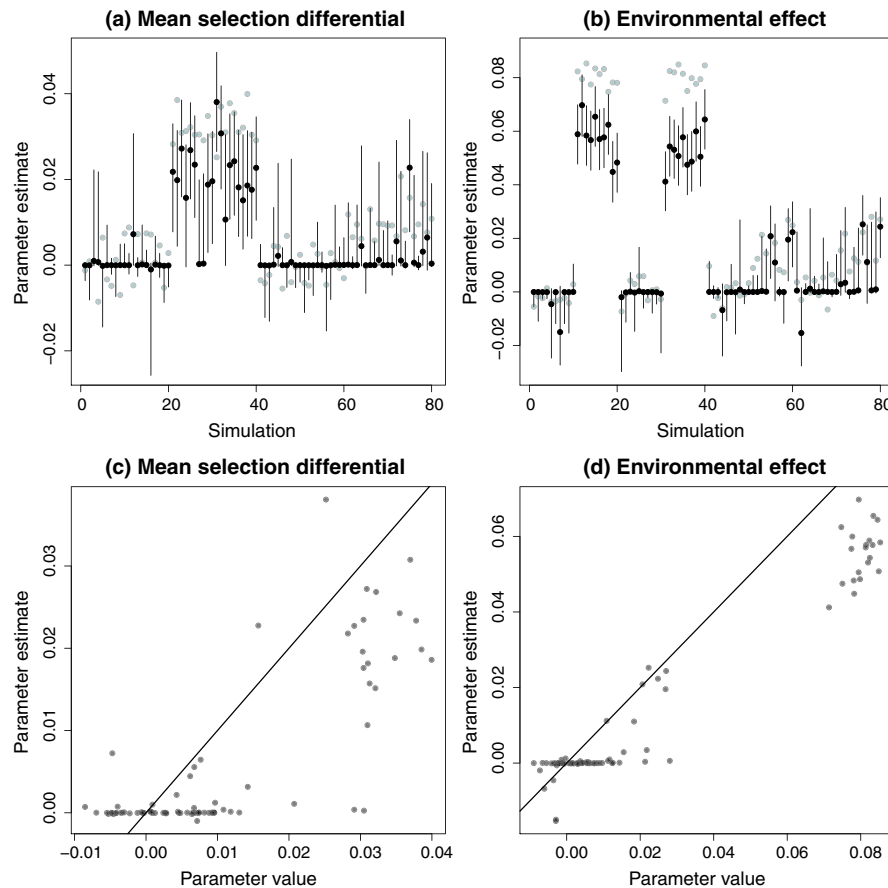 (a) Mean selection differential
Parameter estimate
−0.02 0.00 0.02 0.04
0 20 40 60 80
Simulation
(b) Environmental effect
Parameter estimate
−0.02 0.00 0.02 0.04 0.06 0.08
0 20 40 60 80
Simulation
(c) Mean selection differential
Parameter estimate
0.00 0.01 0.02 0.03
−0.01 0.00 0.01 0.02 0.03 0.04
Parameter value
(d) Environmental effect
Parameter estimate
0.00 0.02 0.04 0.06
0.00 0.02 0.04 0.06 0.08
Parameter value